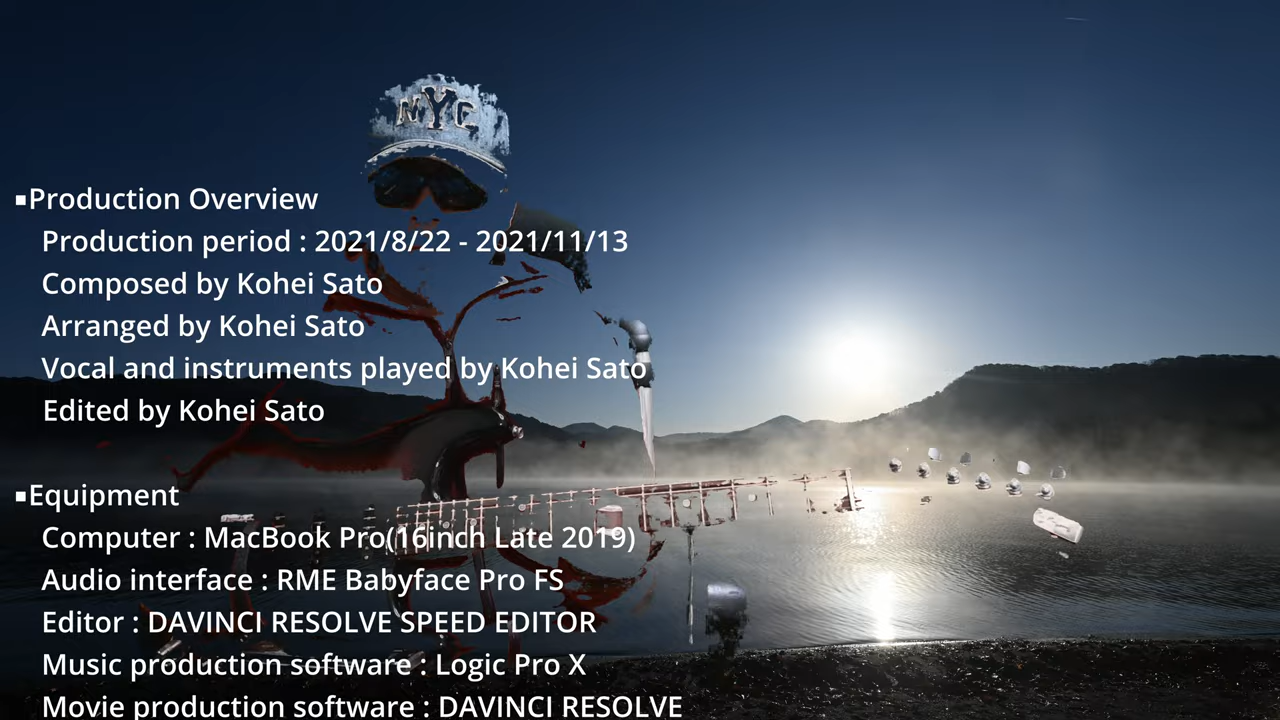 NYC
▪Production Overview
Production period : 2021/8/22 - 2021/11/13
Composed by Kohei Sato
Arranged by Kohei Sato
Vocal and instruments played by Kohei Sato
Edited by Kohei Sato
▪Equipment
Computer : MacBook Pro(16inch Late 2019)
Audio interface : RME Babyface Pro FS
Editor : DAVINCI RESOLVE SPEED EDITOR
Music production software : Logic Pro X
Movie production software : DAVINCI RESOLVE